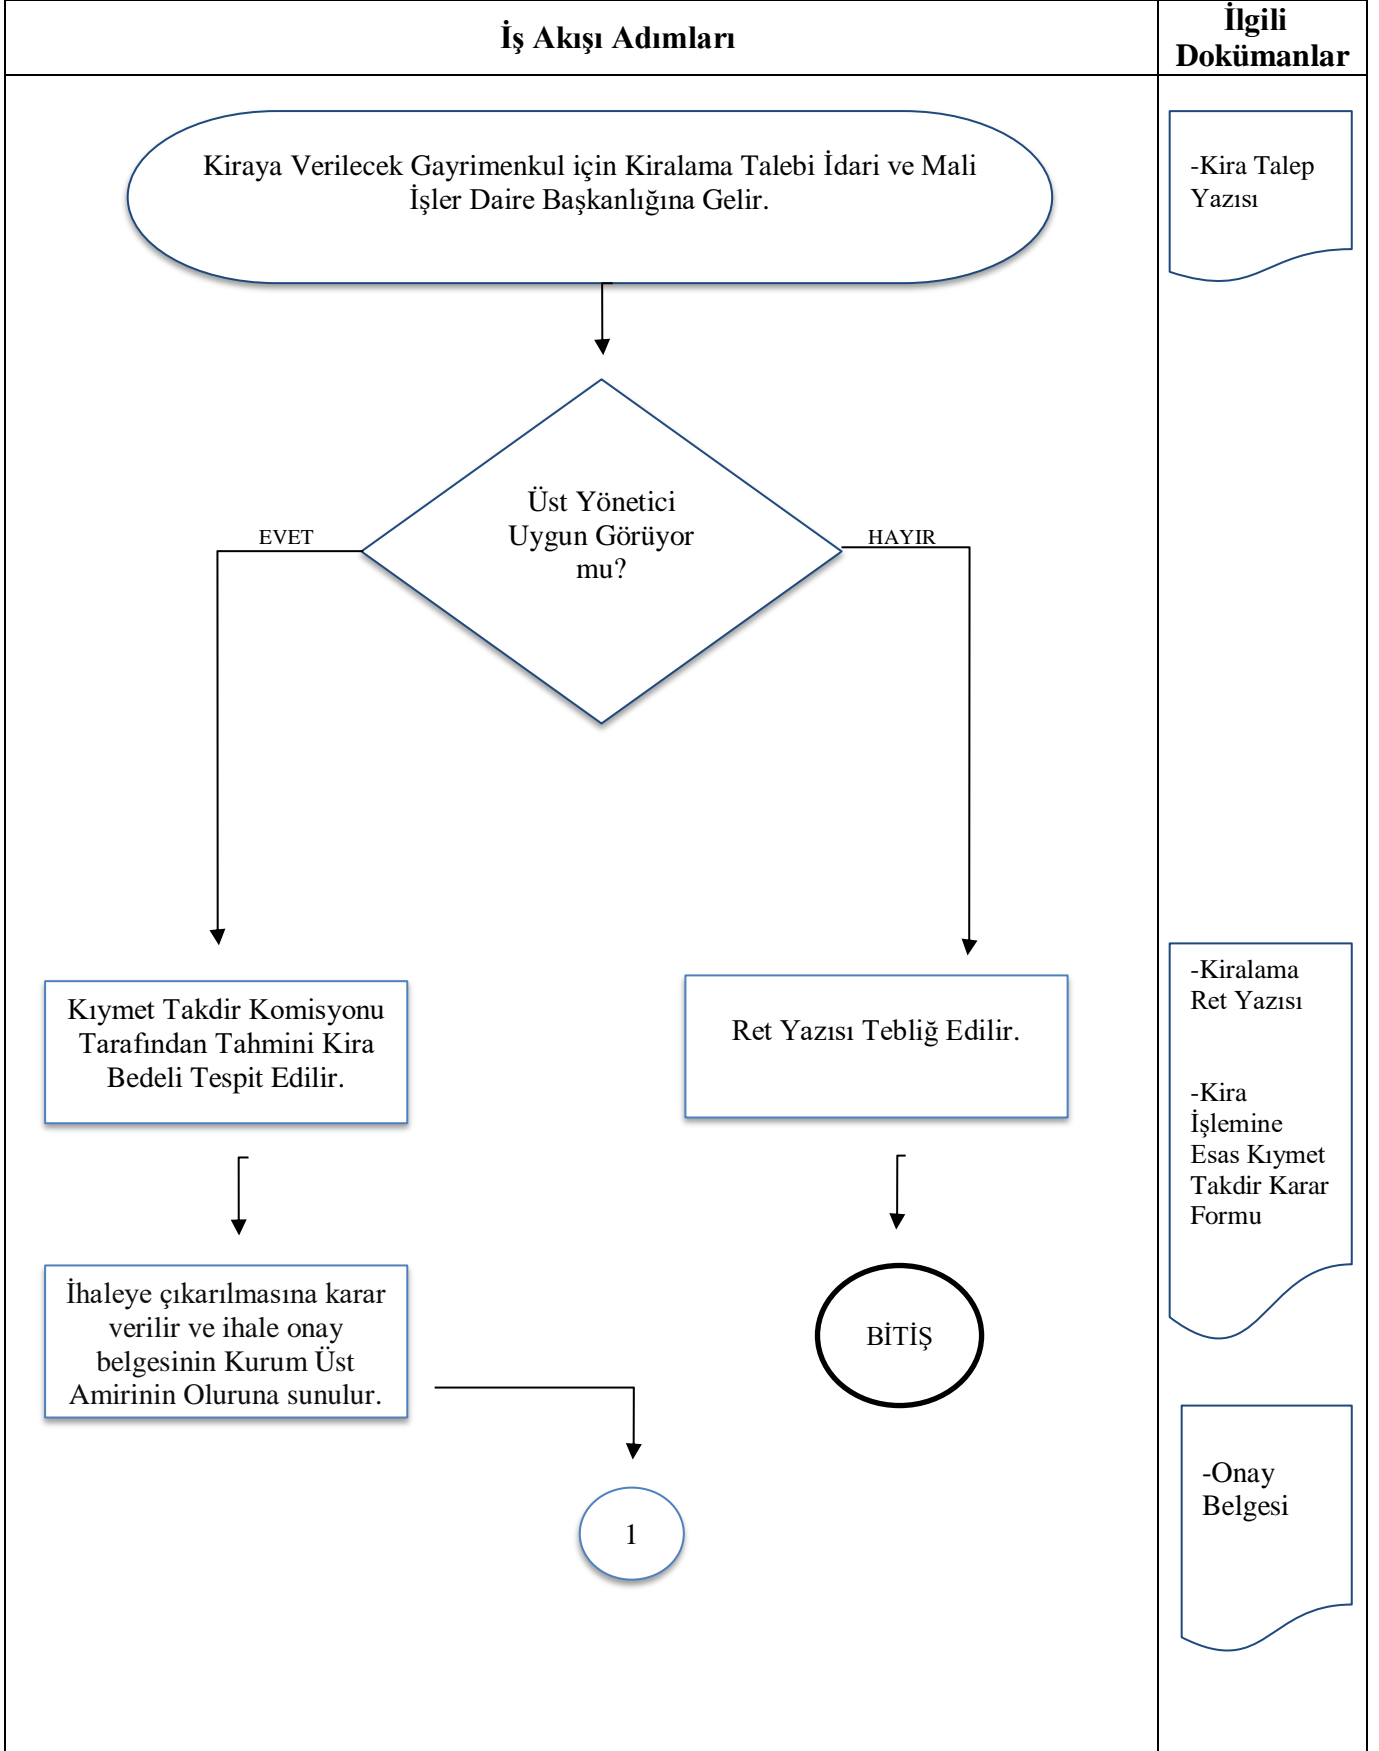 İş Akışı Adımları
İlgili
Dokümanlar
Kiraya Verilecek Gayrimenkul için Kiralama Talebi İdari ve Mali
İşler Daire Başkanlığına Gelir.
-Kira Talep
Yazısı
Üst Yönetici
Uygun Görüyor
mu?
EVET
HAYIR
Kıymet Takdir Komisyonu
Tarafından Tahmini Kira
Bedeli Tespit Edilir.
Ret Yazısı Tebliğ Edilir.
-Kiralama
Ret Yazısı
-Kira
İşlemine
Esas Kıymet
Takdir Karar
Formu
İhaleye çıkarılmasına karar
verilir ve ihale onay
belgesinin Kurum Üst
Amirinin Oluruna sunulur.
BİTİŞ
1
-Onay
Belgesi